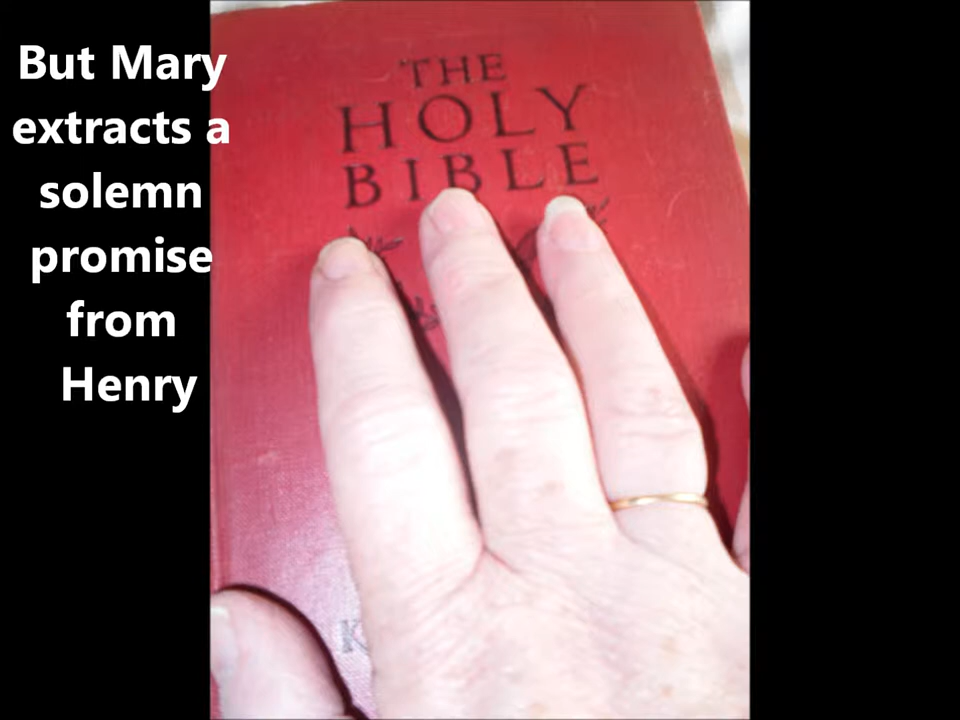 But Mary
extracts a
solemn
promise
from
Henry
THE
HOLY
BIBLE
K